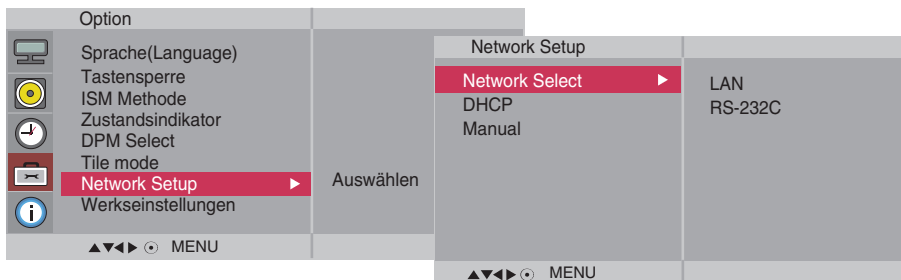 Option
Sprache(Language)
Tastensperre
ISM Methode
Zustandsindikator
DPM Select
Tile mode
Network Setup ▶
Werkseinstellungen
Auswählen
▲▼◀▶ ⊙ MENU
Network Setup
Network Select ▶
DHCP
Manual
LAN
RS-232C
▲▼◀▶ ⊙ MENU